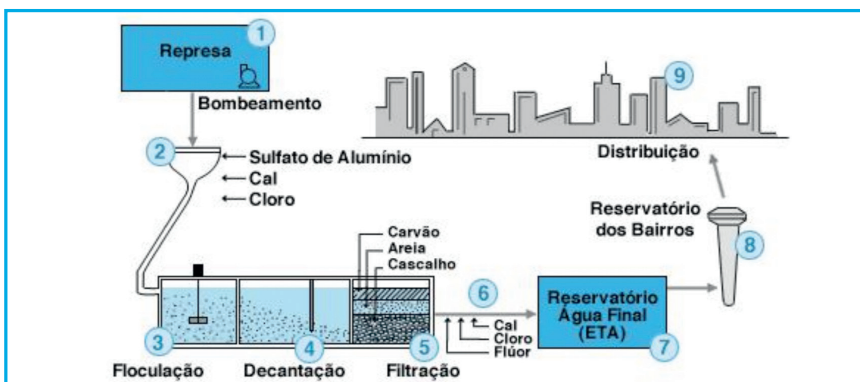 1
Represa
Bombeamento
2
Sulfato de Alumínio
Cal
Cloro
9
Distribuição
Reservatório
dos Bairros
8
Carvão
Areia
Cascalho
6
Cal
Cloro
Flúor
Reservatório
Água Final
(ETA)
7
3
4
5
Floculação
Decantação
Filtração